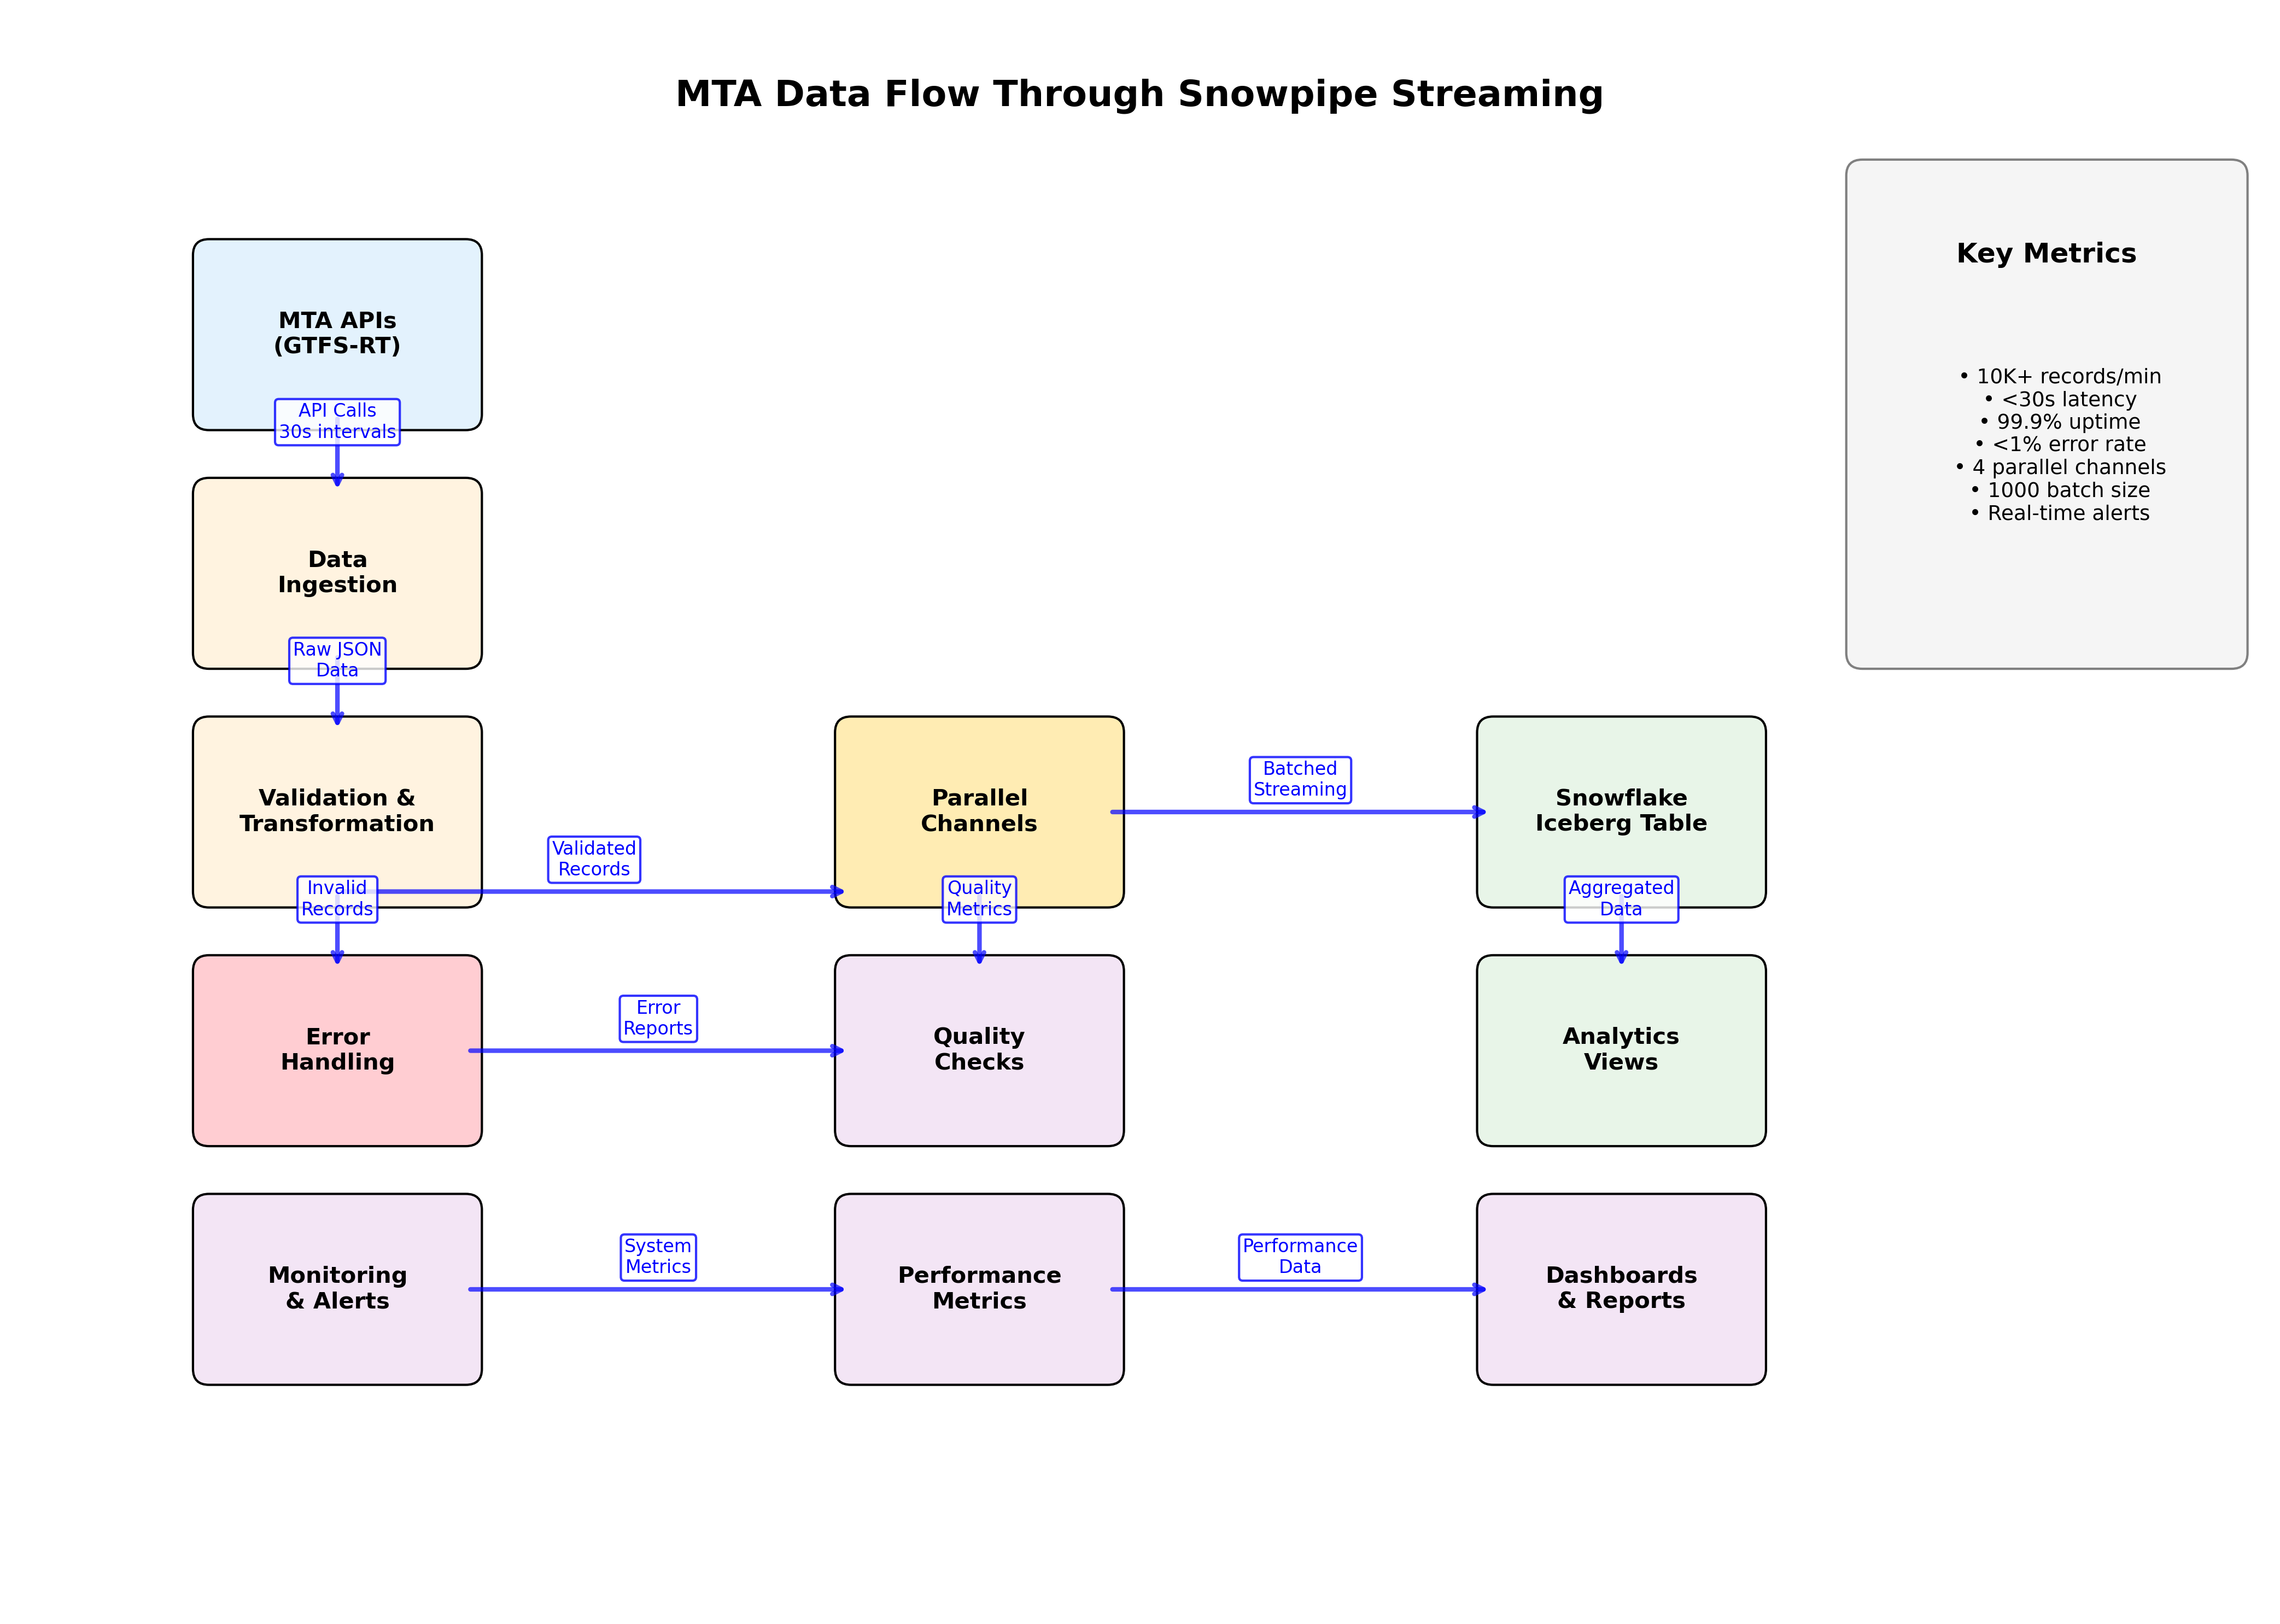 MTA Data Flow Through Snowpipe Streaming
Key Metrics
• 10K+ records/min
• <30s latency
• 99.9% uptime
• <1% error rate
• 4 parallel channels
• 1000 batch size
• Real-time alerts
MTA APIs
(GTFS-RT)
API Calls
30s intervals
Data
Ingestion
Raw JSON
Data
Validation &
Transformation
Validated
Records
Parallel
Channels
Batched
Streaming
Snowflake
Iceberg Table
Invalid
Records
Quality
Metrics
Aggregated
Data
Error
Handling
Error
Reports
Quality
Checks
Analytics
Views
Monitoring
& Alerts
System
Metrics
Performance
Metrics
Performance
Data
Dashboards
& Reports